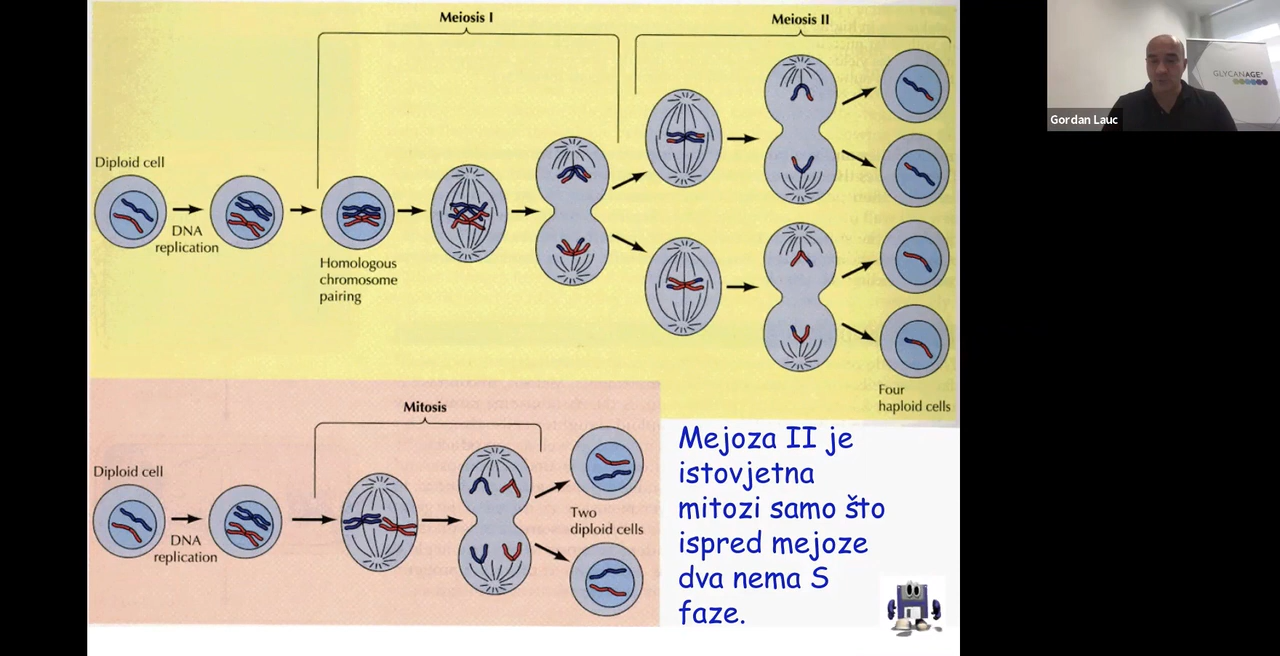 Meiosis I
Meiosis II
Diploid cell
DNA
replication
Homologous
chromosome
pairing
Four
haploid cells
Mitosis
Diploid cell
DNA
replication
Two
diploid cells
Mejoza II je
istovjetna
mitozi samo što
ispred mejoze
dva nema S
faze.
GLYCANAGE
Gordan Lauc